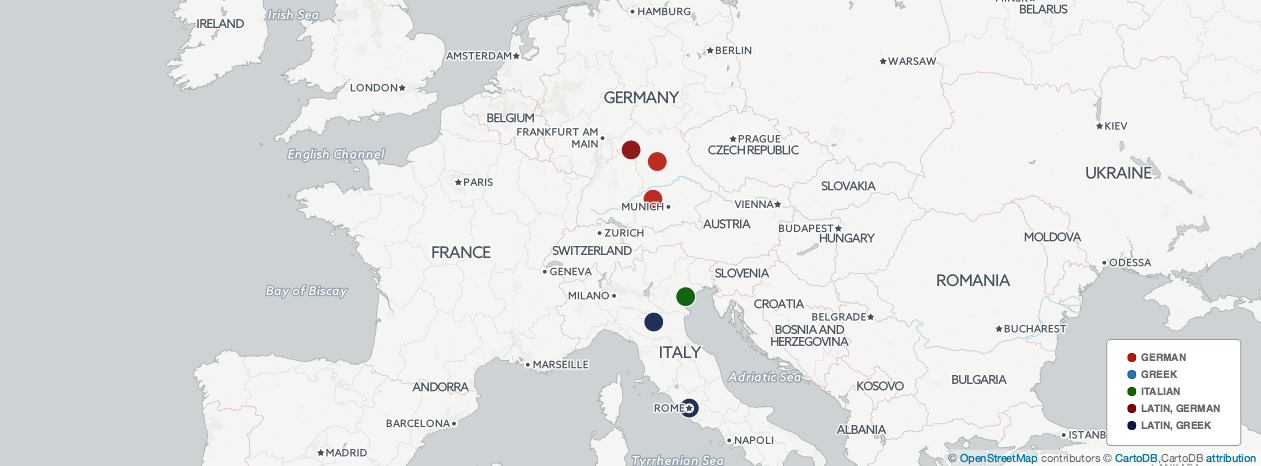 HAMBURG
MINSK
BELARUS
Irish Sea
IRELAND
BERLIN
AMSTERDAM
WARSAW
LONDON
GERMANY
BELGIUM
FRANKFURT AM
MAIN
KIEV
PRAGUE
CZECH REPUBLIC
English Channel
UKRAINE
PARIS
SLOVAKIA
MUNICH
VIENNA
AUSTRIA
BUDAPEST
HUNGARY
ZURICH
MOLDOVA
FRANCE
SWITZERLAND
ODESSA
GENEVA
SLOVENIA
ROMANIA
Bay of Biscay
MILANO
CROATIA
BELGRADE
BOSNIA AND
HERZEGOVINA
BUCHAREST
ITALY
MARSEILLE
Adriatic Sea
BULGARIA
KOSOVO
ANDORRA
ROME
BARCELONA
ALBANIA
NAPOLI
MADRID
ISTANB
Tyrrhenian Sea
GERMAN
GREEK
ITALIAN
LATIN, GERMAN
LATIN, GREEK
© OpenStreetMap contributors © CartoDB,CartoDB attribution